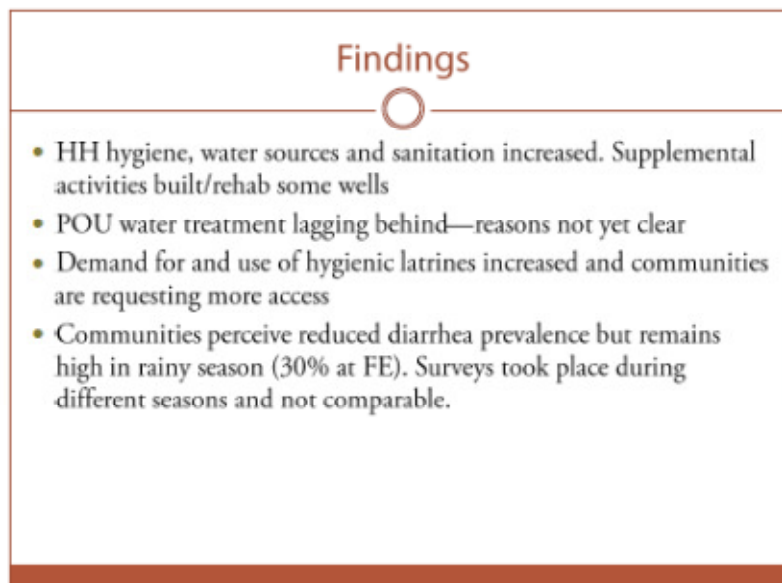 Findings
• HH hygiene, water sources and sanitation increased. Supplemental
activities built/rehab some wells
• POU water treatment lagging behind—reasons not yet clear
• Demand for and use of hygienic latrines increased and communities
are requesting more access
• Communities perceive reduced diarrhea prevalence but remains
high in rainy season (30% at FE). Surveys took place during
different seasons and not comparable.